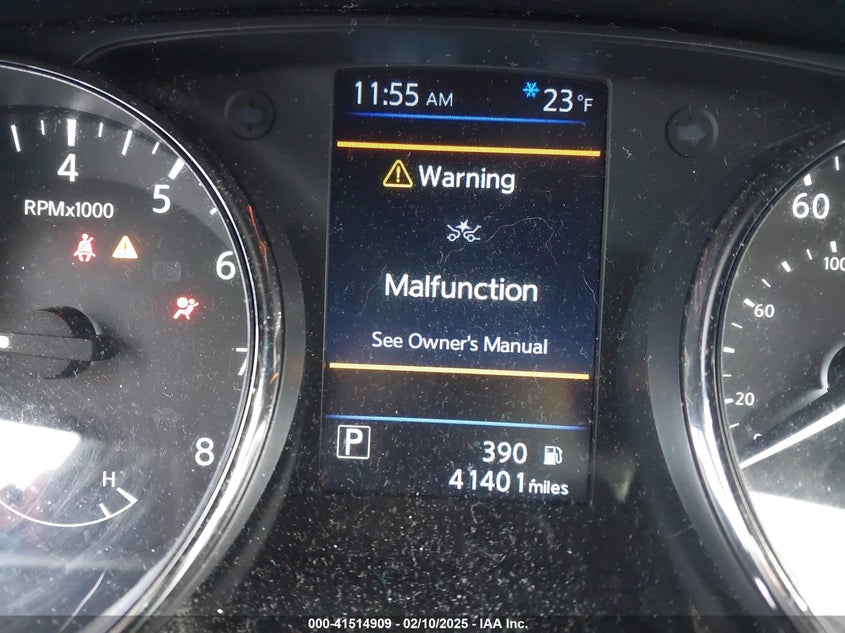 11:55 AM
23°F
Warning
Malfunction
See Owner's Manual
P
390
41401 miles
4
5
6
7
8
RPMx1000
H
60
100
60
20
000-41514909 – 02/10/2025 – IAA Inc.